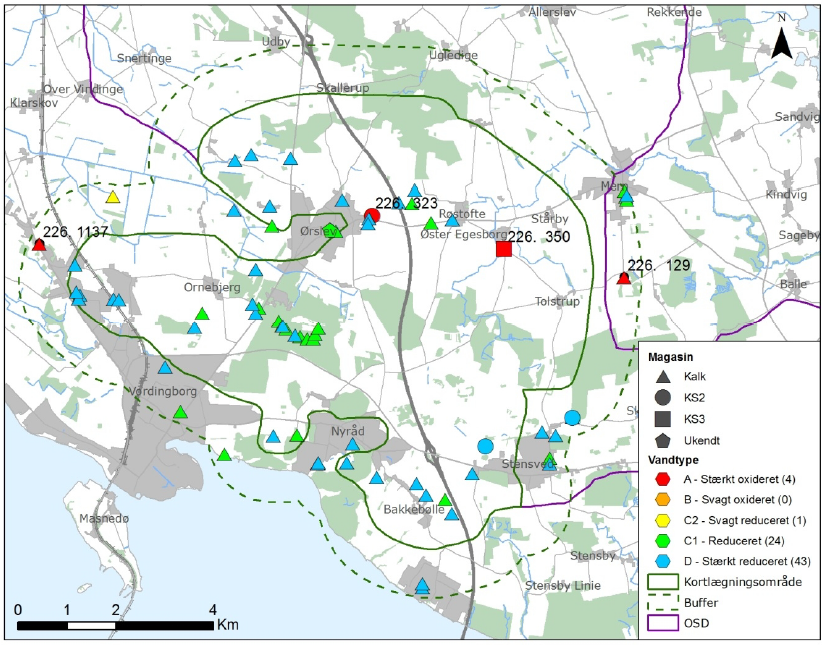 Allerslev
Rekkende
N
Udby
Snertinge
Ugledige
Skallerup
Over Vindinge
Klarskov
Sandvig
Mern
Kindvig
226. 323
Røstofte
Stårby
Ørslev
Øster Egesborg
226. 350
Sageby
226. 1137
226. 129
Ornebjerg
Balle
Tolstrup
Vordingborg
Nyråd
Stensved
Bakkebølle
Masnedø
Stensby
Stensby Linie
0 1 2 4
Km
Magasin
Kalk
KS2
KS3
Ukendt
Vandtype
A - Stærkt oxideret (4)
B - Svagt oxideret (0)
C2 - Svagt reduceret (1)
C1 - Reduceret (24)
D - Stærkt reduceret (43)
Kortlægningsområde
Buffer
OSD